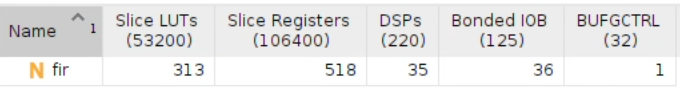 Name 1 Slice LUTs (53200) Slice Registers (106400) DSPs (220) Bonded IOB (125) BUFGCTRL (32)
N fir 313 518 35 36 1